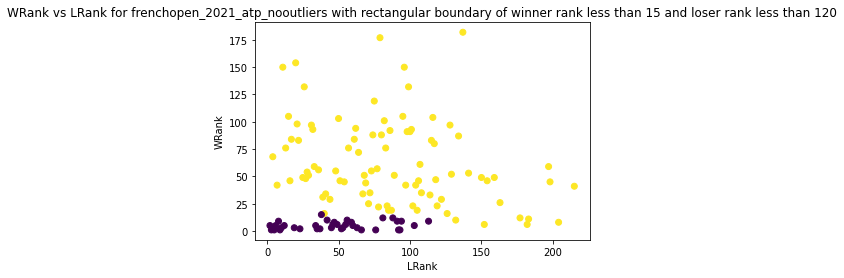 WRank vs LRank for frenchopen_2021_atp_nooutliers with rectangular boundary of winner rank less than 15 and loser rank less than 120
175
150
125
100
75
50
25
0
WRank
0 50 100 150 200
LRank